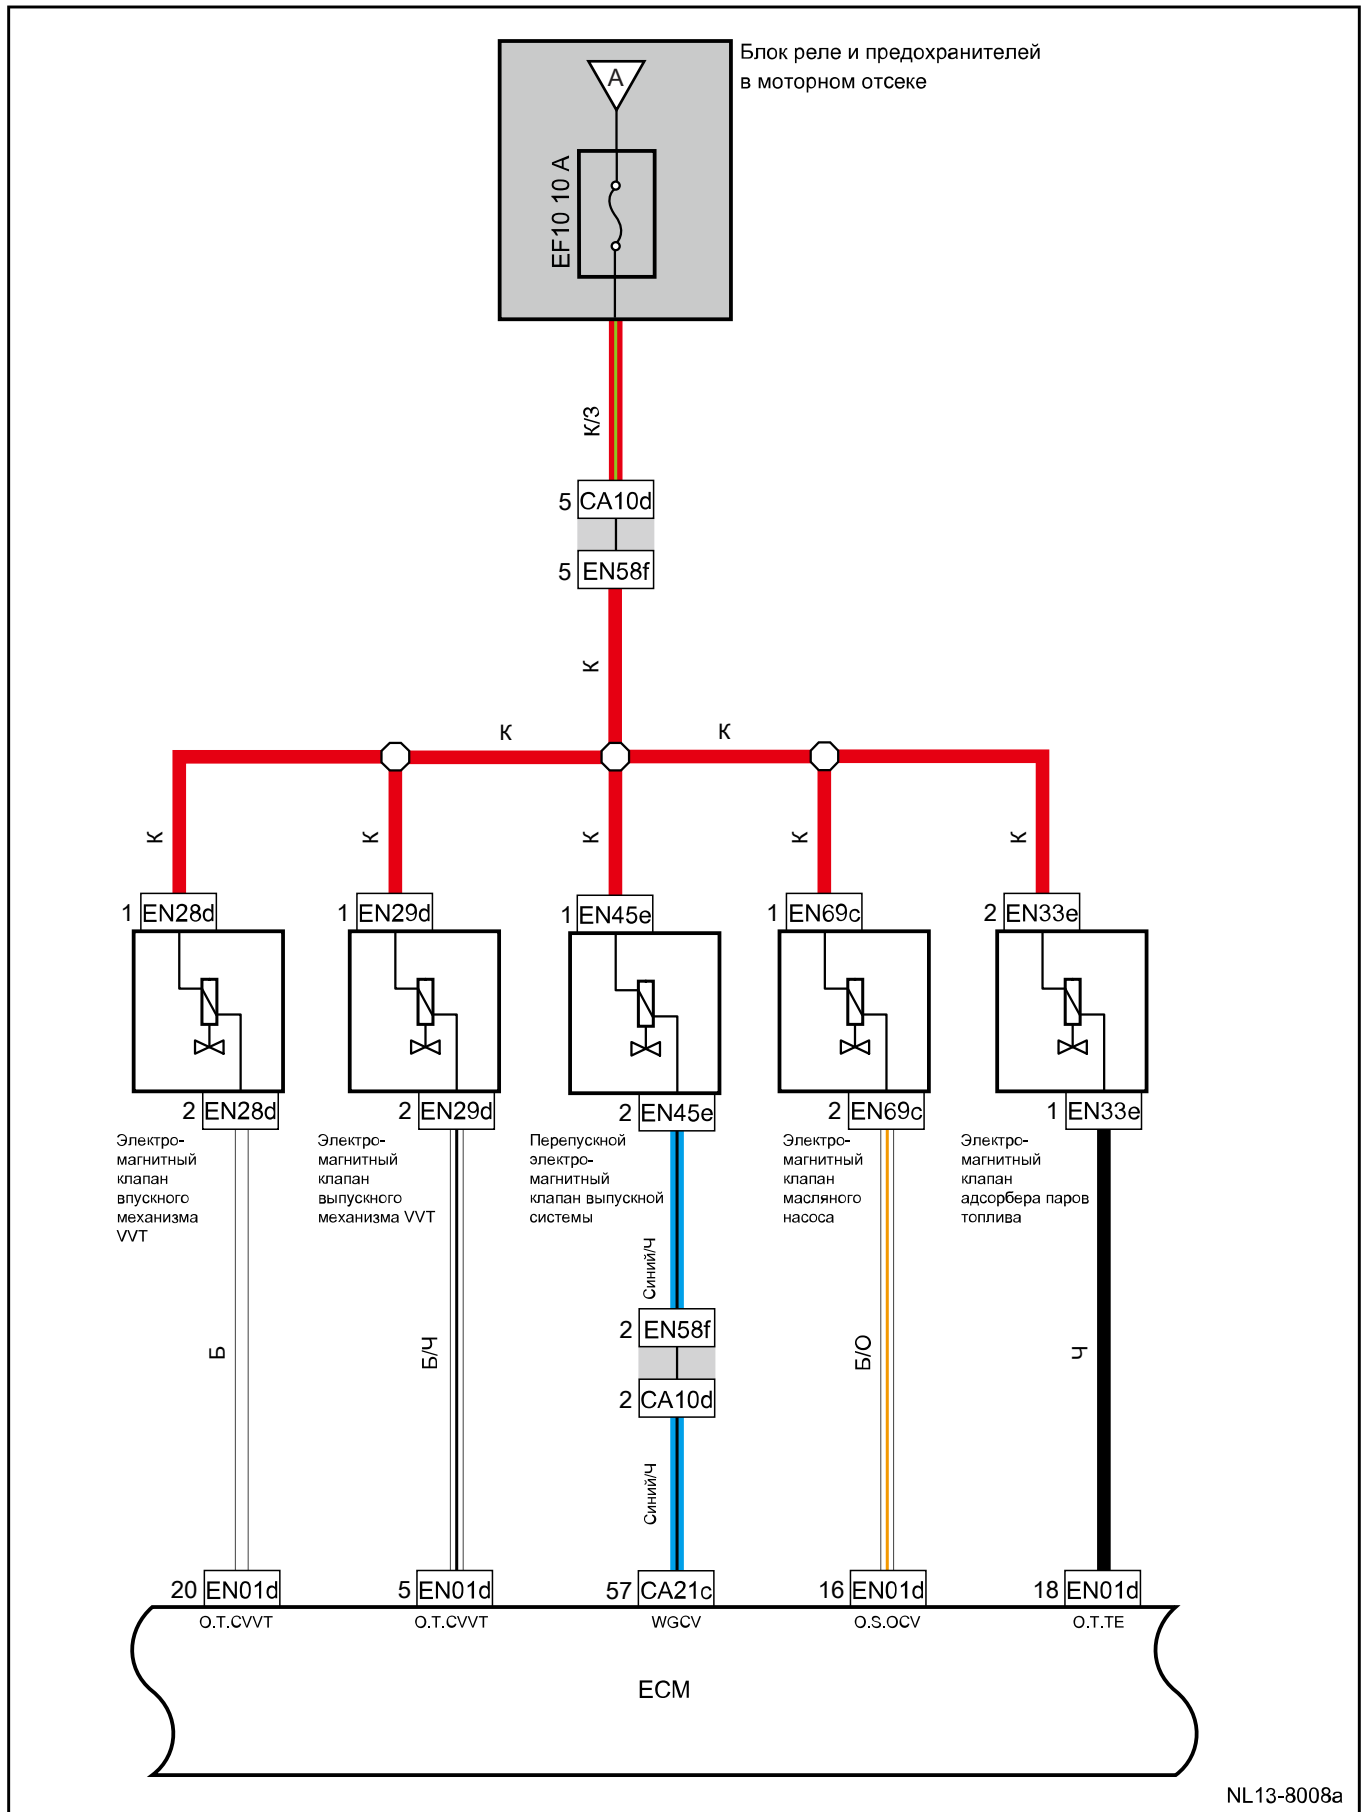 Блок реле и предохранителей
в моторном отсеке
A
EF10 10 A
К/З
5 CA10d
5 EN58f
К
К
К
К
К
К
К
К
1 EN28d
1 EN29d
1 EN45e
1 EN69c
2 EN33e
2 EN28d
2 EN29d
2 EN45e
2 EN69c
1 EN33e
Электро-
магнитный
клапан
впускного
механизма
VVT
Электро-
магнитный
клапан
выпускного
механизма VVT
Перепускной
электро-
магнитный
клапан выпускной
системы
Электро-
магнитный
клапан
масляного
насоса
Электро-
магнитный
клапан
адсорбера паров
топлива
Б
Б/Ч
Синий/Ч
2 EN58f
2 CA10d
Синий/Ч
Б/О
Ч
20 EN01d
5 EN01d
57 CA21c
16 EN01d
18 EN01d
O.T.CVVT
O.T.CVVT
WGCV
O.S.OCV
O.T.TE
ECM
NL13-8008a